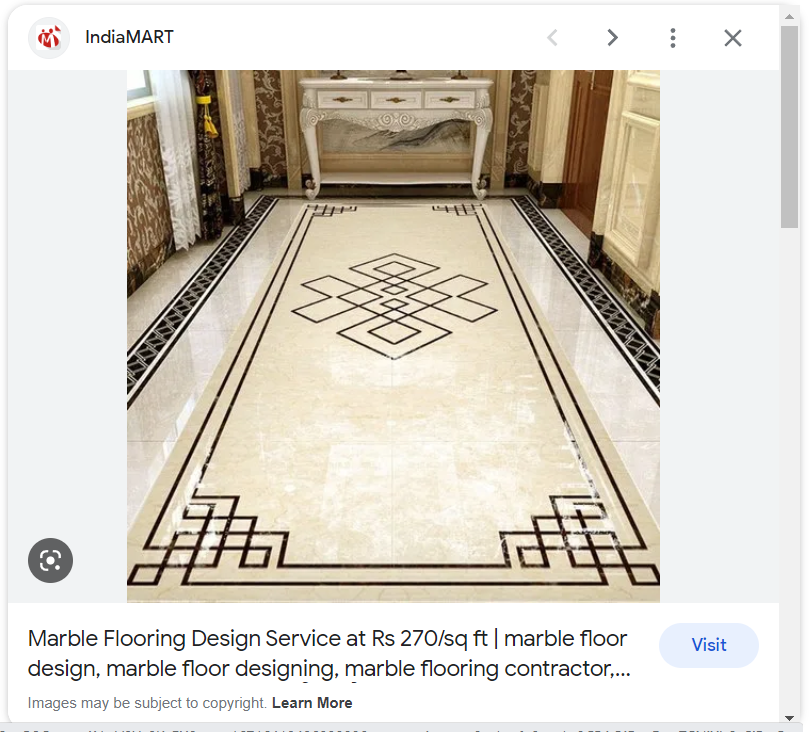 IndiaMART
Marble Flooring Design Service at Rs 270/sq ft | marble floor
design, marble floor designing, marble flooring contractor,...
Visit
Images may be subject to copyright. Learn More